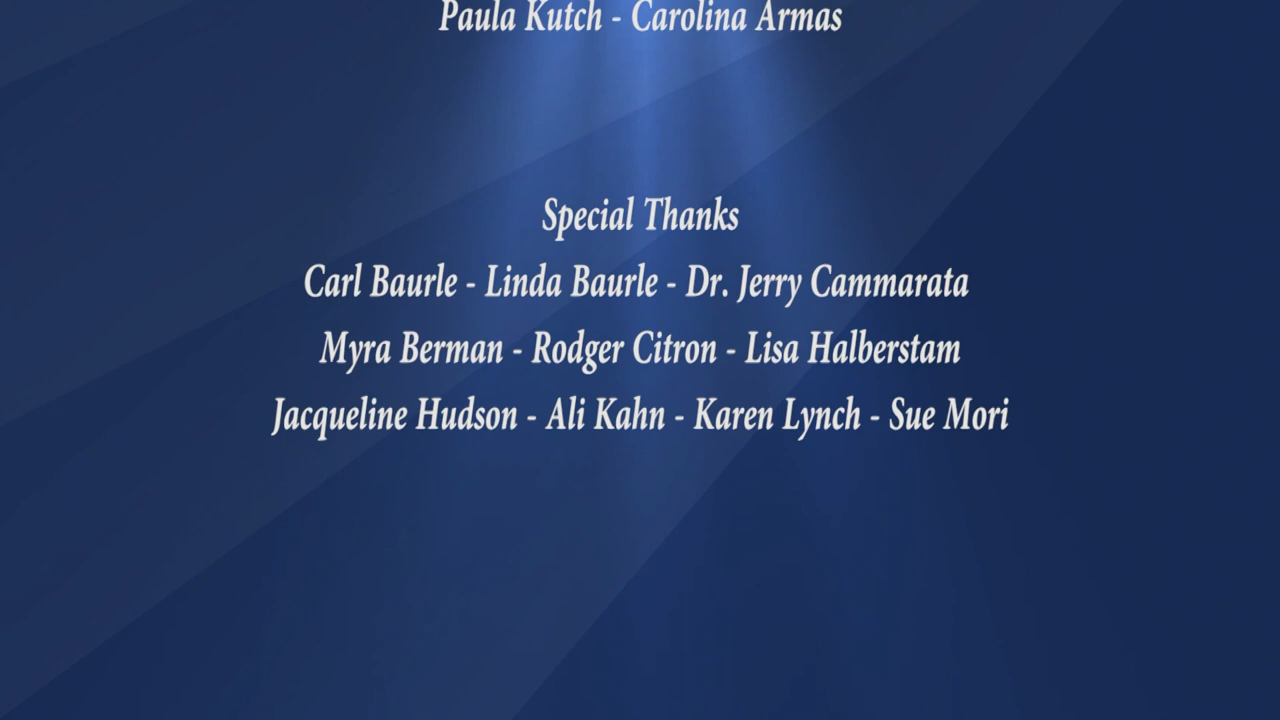 Paula Kutch - Carolina Armas
Special Thanks
Carl Baurle - Linda Baurle - Dr. Jerry Cammarata
Myra Berman - Rodger Citron - Lisa Halberstam
Jacqueline Hudson - Ali Kahn - Karen Lynch - Sue Mori